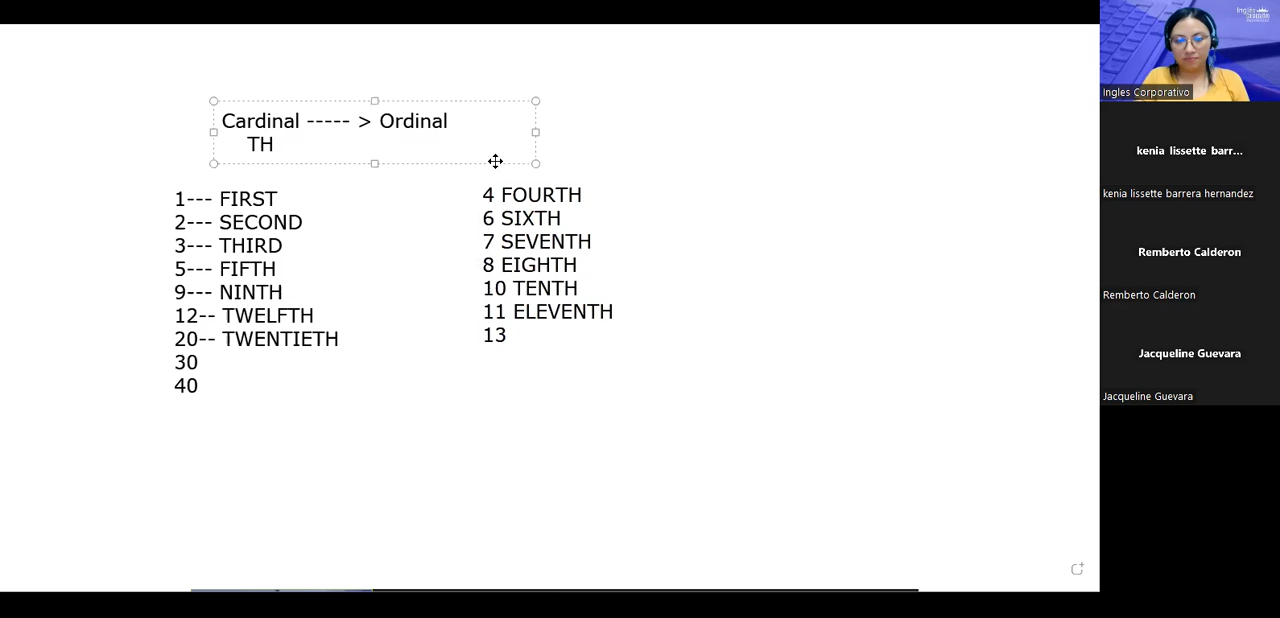 Cardinal ----- > Ordinal
TH
1--- FIRST
2--- SECOND
3--- THIRD
5--- FIFTH
9--- NINTH
12-- TWELFTH
20-- TWENTIETH
30
40
4 FOURTH
6 SIXTH
7 SEVENTH
8 EIGHTH
10 TENTH
11 ELEVENTH
13
Ingles Corporativo
kenia lissette barr...
kenia lissette barrera hernandez
Remberto Calderon
Remberto Calderon
Jacqueline Guevara
Jacqueline Guevara